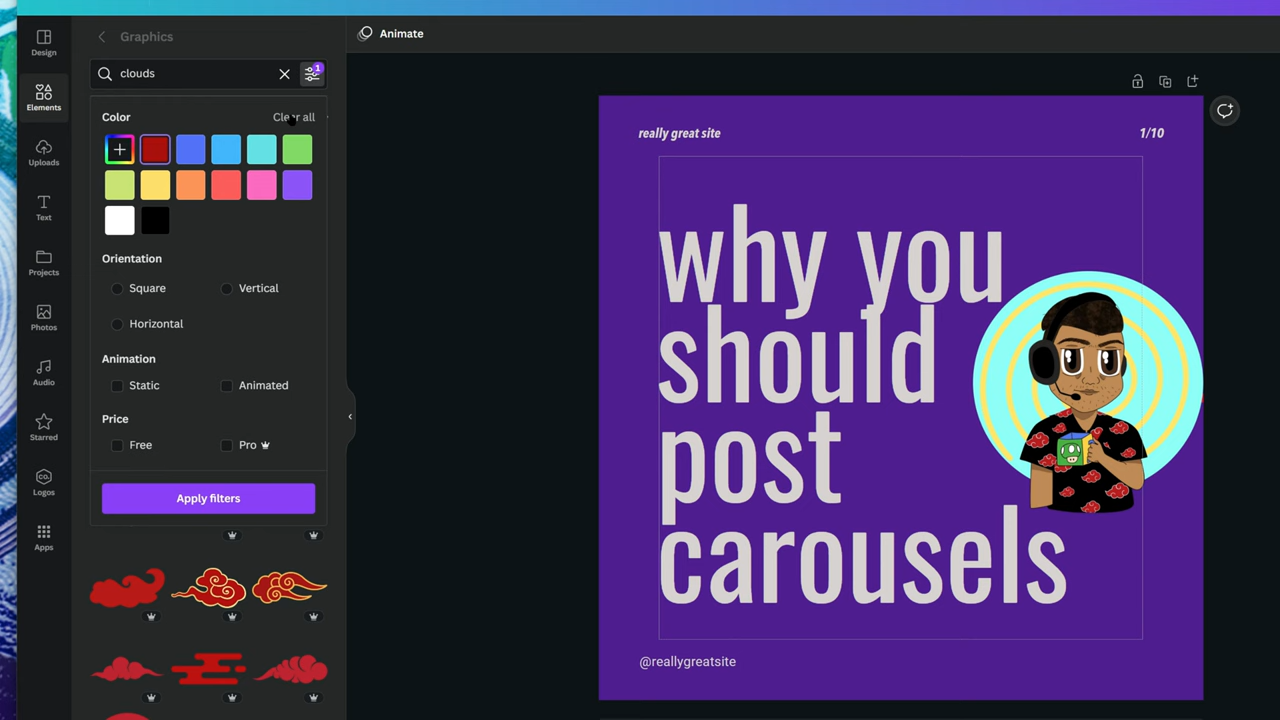 Graphics
Animate
clouds
1
Design
Elements
Uploads
Text
Projects
Photos
Audio
Starred
CO.
Logos
Apps
Color
Clear all
Orientation
Square
Vertical
Horizontal
Animation
Static
Animated
Price
Free
Pro
Apply filters
really great site
1/10
why you
should
post
carousels
@reallygreatsite